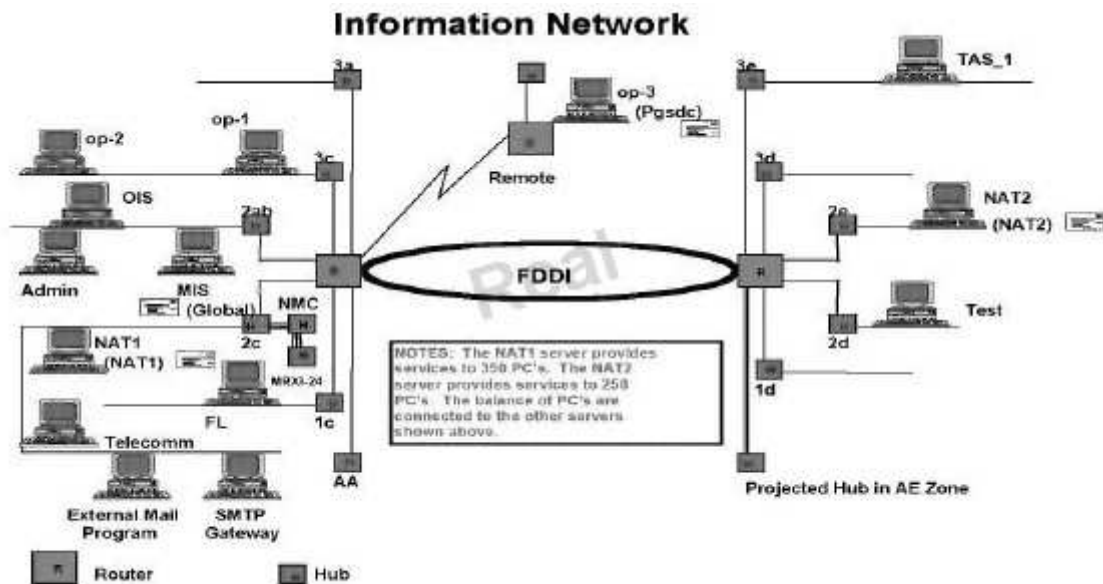 Information Network
3a
3e
TAS_1
op-3
(Pgsdc)
op-1
op-2
3c
3d
Remote
OIS
2ab
2e
NAT2
(NAT2)
Real
FDDI
R
Admin
MIS
(Global)
NMC
Test
2c
2d
NAT1
(NAT1)
MRXI-24
NOTES: The NAT1 server provides
services to 350 PC's. The NAT2
server provides services to 250
PC's. The balance of PC's are
connected to the other servers
shown above.
1d
FL
1c
Telecomm
AA
Projected Hub in AE Zone
External Mail
Program
SMTP
Gateway
R
Router
Hub